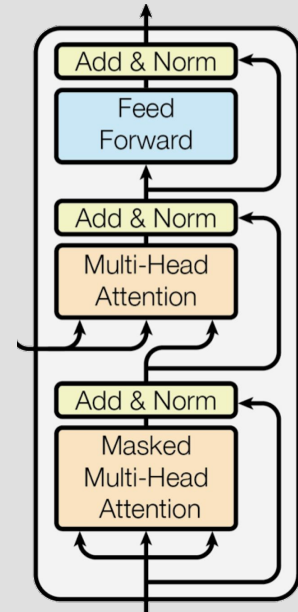 Add & Norm
Feed
Forward
Add & Norm
Multi-Head
Attention
Add & Norm
Masked
Multi-Head
Attention